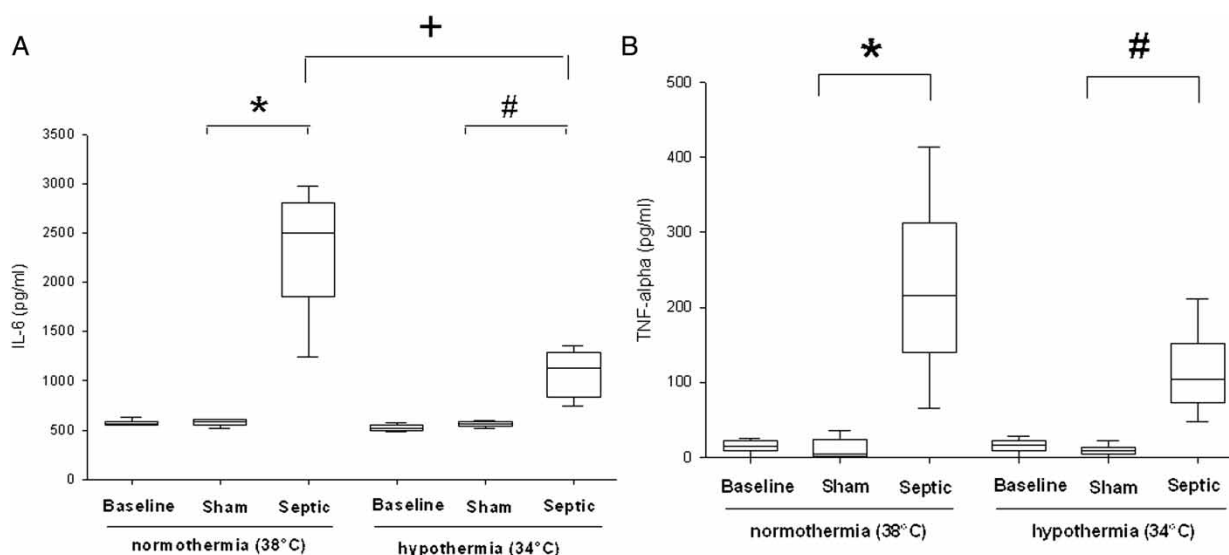 A
+
*
#
IL-6 (pg/ml)
3500
3000
2500
2000
1500
1000
500
0
Baseline Sham Septic Baseline Sham Septic
normothermia (38°C) hypothermia (34°C)
B
*
#
TNF-alpha (pg/ml)
500
400
300
200
100
0
Baseline Sham Septic Baseline Sham Septic
normothermia (38°C) hypothermia (34°C)